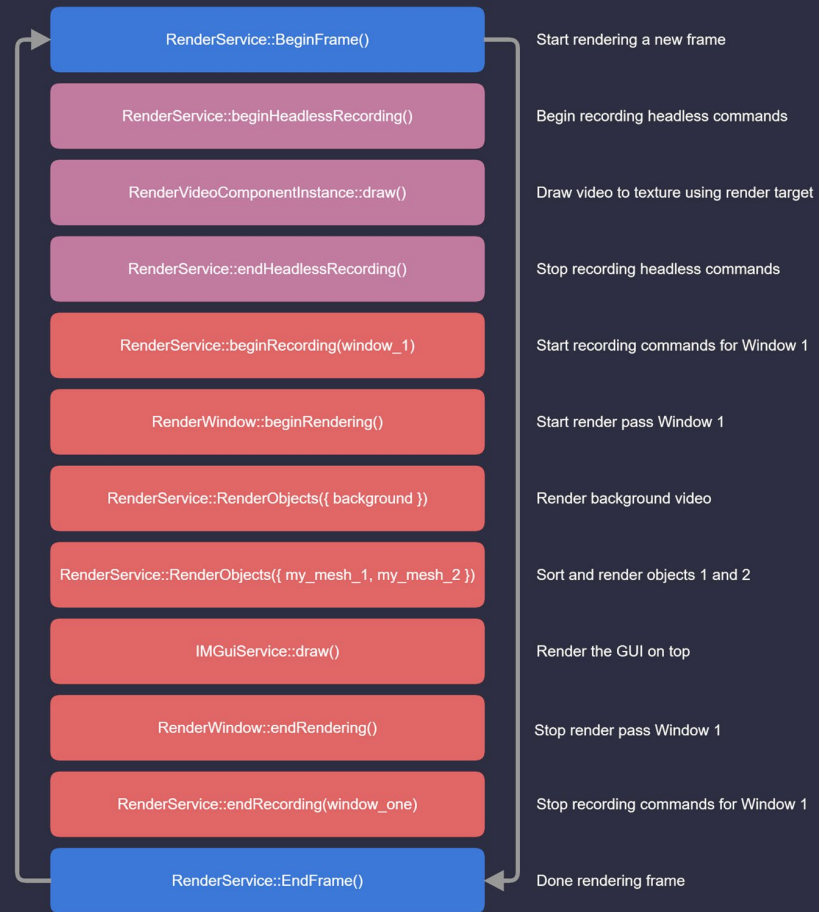 RenderService::BeginFrame() Start rendering a new frame
RenderService::beginHeadlessRecording() Begin recording headless commands
RenderVideoComponentInstance::draw() Draw video to texture using render target
RenderService::endHeadlessRecording() Stop recording headless commands
RenderService::beginRecording(window_1) Start recording commands for Window 1
RenderWindow::beginRendering() Start render pass Window 1
RenderService::RenderObjects({ background }) Render background video
RenderService::RenderObjects({ my_mesh_1, my_mesh_2 }) Sort and render objects 1 and 2
IMGuiService::draw() Render the GUI on top
RenderWindow::endRendering() Stop render pass Window 1
RenderService::endRecording(window_one) Stop recording commands for Window 1
RenderService::EndFrame() Done rendering frame